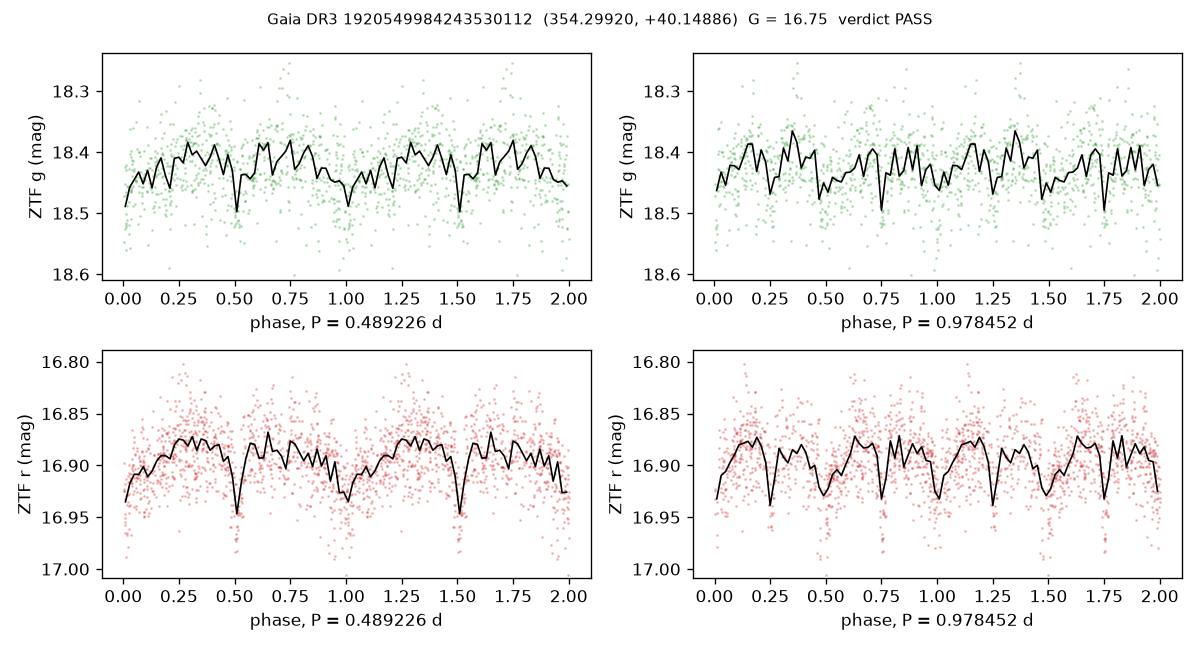 Gaia DR3 1920549984243530112 (354.29920, +40.14886) G = 16.75 verdict PASS
ZTF g (mag)
18.3
18.4
18.5
18.6
0.00 0.25 0.50 0.75 1.00 1.25 1.50 1.75 2.00
phase, P = 0.489226 d
ZTF g (mag)
18.3
18.4
18.5
18.6
0.00 0.25 0.50 0.75 1.00 1.25 1.50 1.75 2.00
phase, P = 0.978452 d
ZTF r (mag)
16.80
16.85
16.90
16.95
17.00
0.00 0.25 0.50 0.75 1.00 1.25 1.50 1.75 2.00
phase, P = 0.489226 d
ZTF r (mag)
16.80
16.85
16.90
16.95
17.00
0.00 0.25 0.50 0.75 1.00 1.25 1.50 1.75 2.00
phase, P = 0.978452 d